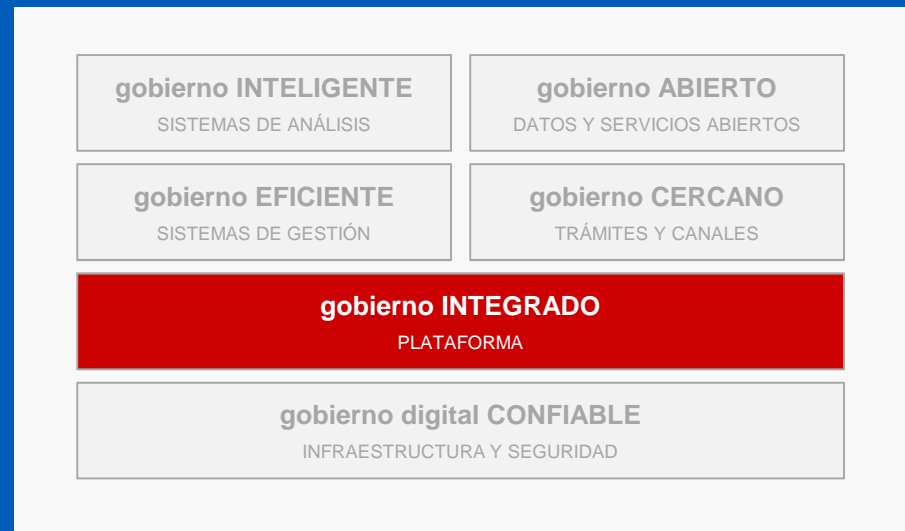 gobierno INTELIGENTE
SISTEMAS DE ANÁLISIS
gobierno ABIERTO
DATOS Y SERVICIOS ABIERTOS
gobierno EFICIENTE
SISTEMAS DE GESTIÓN
gobierno CERCANO
TRÁMITES Y CANALES
gobierno INTEGRADO
PLATAFORMA
gobierno digital CONFIABLE
INFRAESTRUCTURA Y SEGURIDAD